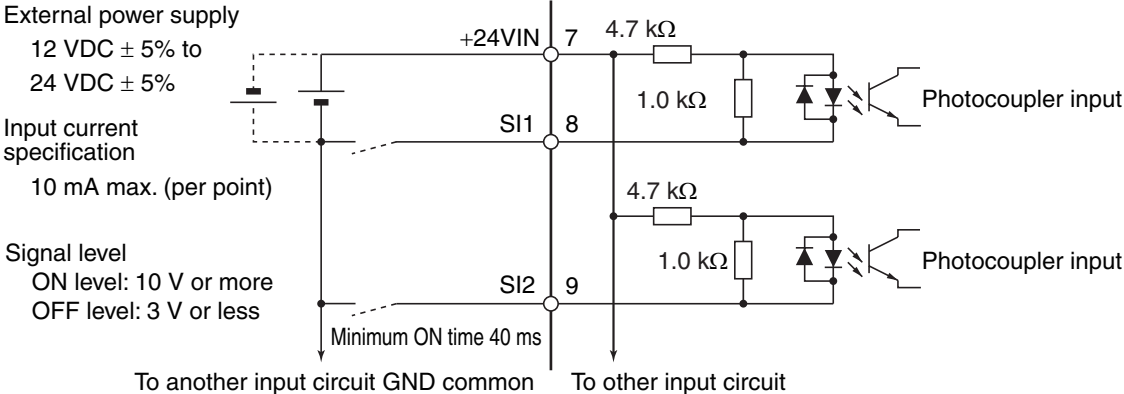 External power supply
12 VDC ± 5% to
24 VDC ± 5%
Input current
specification
10 mA max. (per point)
Signal level
ON level: 10 V or more
OFF level: 3 V or less
+24VIN 7
4.7 kΩ
1.0 kΩ
Photocoupler input
SI1 8
4.7 kΩ
1.0 kΩ
Photocoupler input
SI2 9
Minimum ON time 40 ms
To another input circuit GND common
To other input circuit